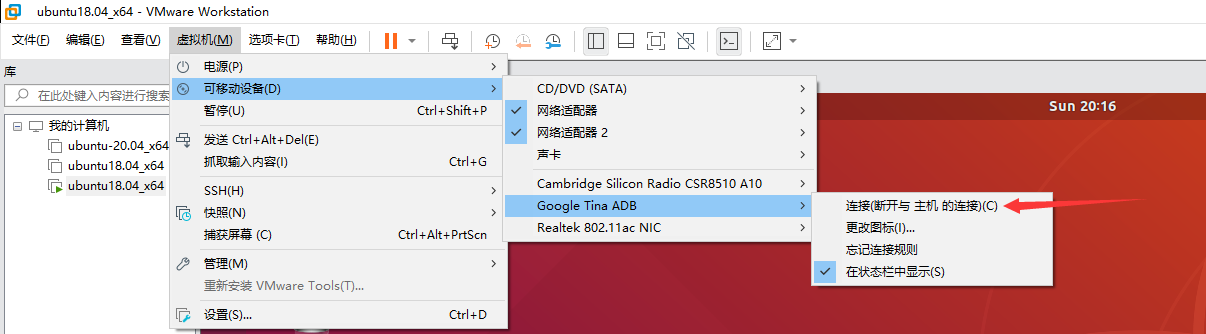 ubuntu18.04_x64 - VMware Workstation
文件(F) 编辑(E) 查看(V) 虚拟机(M) 选项卡(T) 帮助(H)
库
在此处键入内容进行搜索
我的计算机
ubuntu-20.04_x64
ubuntu18.04_x64
ubuntu18.04_x64
电源(P)
可移动设备(D)
暂停(U) Ctrl+Shift+P
发送 Ctrl+Alt+Del(E)
抓取输入内容(I) Ctrl+G
SSH(H)
快照(N)
捕获屏幕 (C) Ctrl+Alt+PrtScn
管理(M)
重新安装 VMware Tools(T)...
设置(S)... Ctrl+D
CD/DVD (SATA)
网络适配器
网络适配器 2
声卡
Cambridge Silicon Radio CSR8510 A10
Google Tina ADB
Realtek 802.11ac NIC
连接(断开与 主机 的连接)(C)
更改图标(I)...
忘记连接规则
在状态栏中显示(S)
Sun 20:16